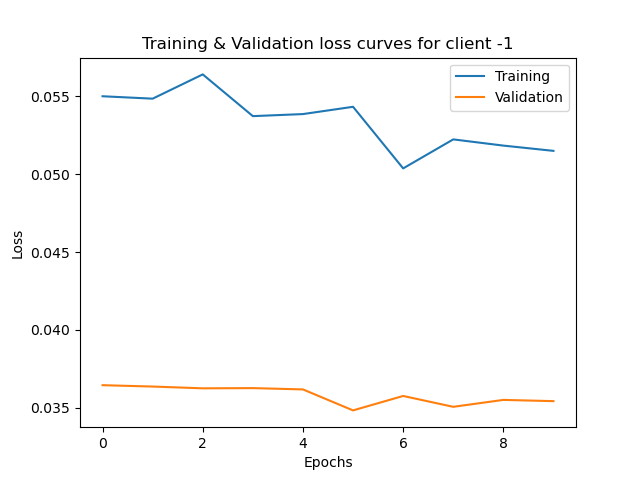 Training & Validation loss curves for client -1
Training
Validation
0.055
0.050
0.045
0.040
0.035
Loss
0 2 4 6 8
Epochs